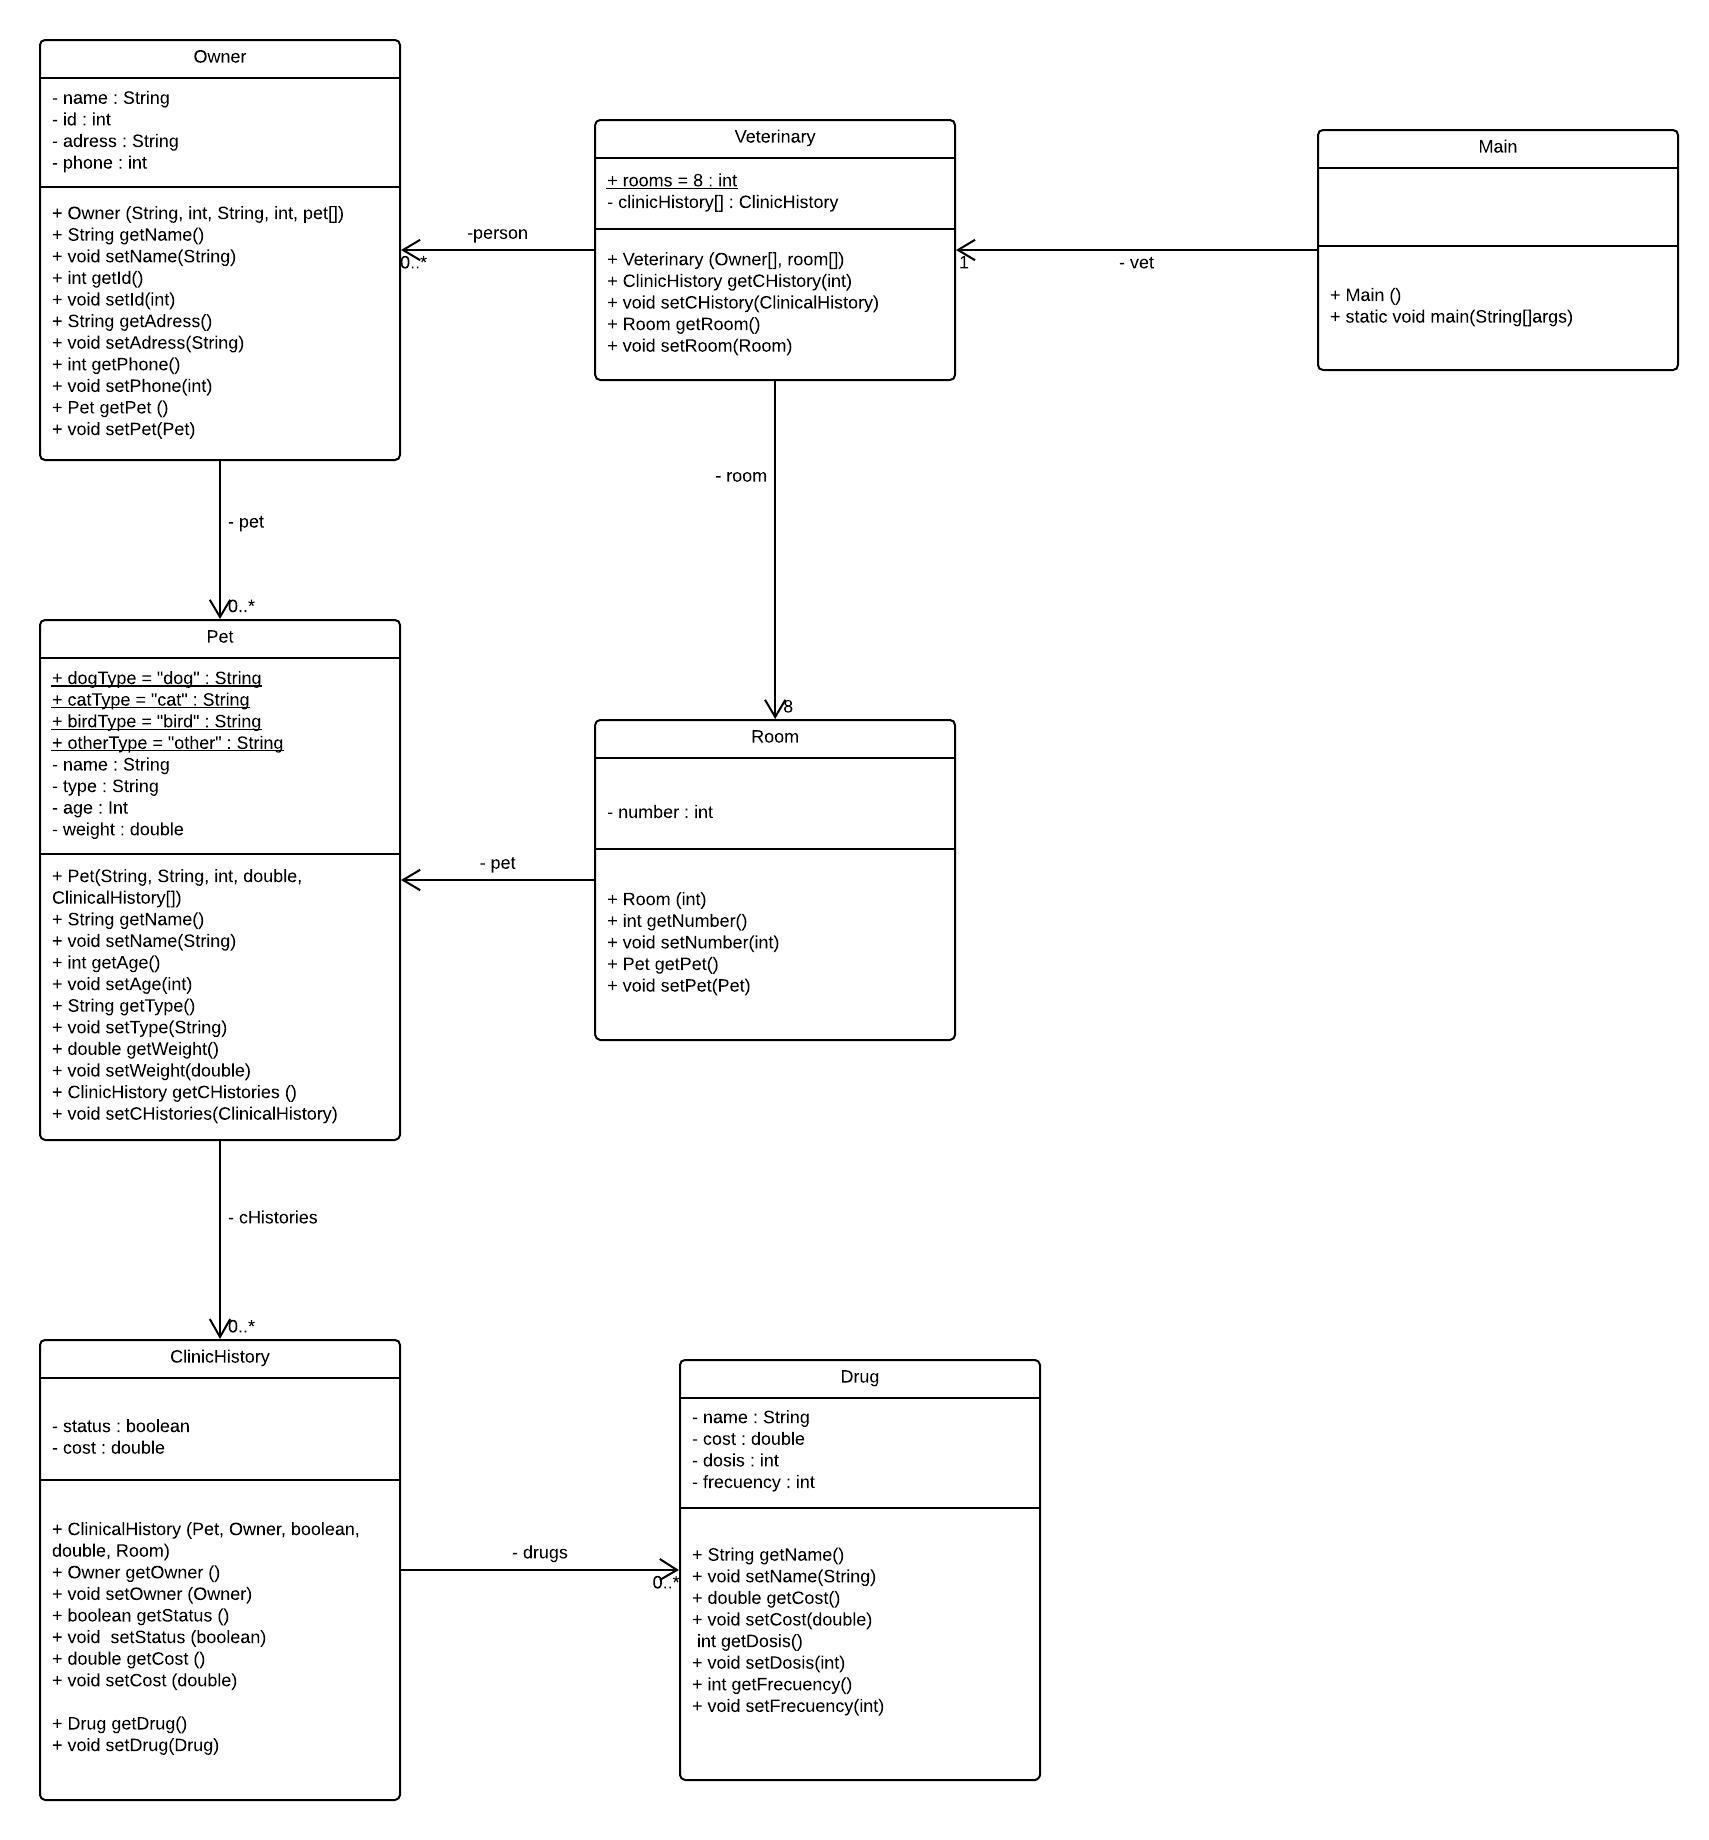 Owner
- name : String
- id : int
- adress : String
- phone : int
+ Owner (String, int, String, int, pet[])
+ String getName()
+ void setName(String)
+ int getId()
+ void setId(int)
+ String getAdress()
+ void setAdress(String)
+ int getPhone()
+ void setPhone(int)
+ Pet getPet ()
+ void setPet(Pet)
-person
0..*
Veterinary
+ rooms = 8 : int
- clinicHistory[] : ClinicHistory
+ Veterinary (Owner[], room[])
+ ClinicHistory getCHistory(int)
+ void setCHistory(ClinicalHistory)
+ Room getRoom()
+ void setRoom(Room)
1
- vet
Main
+ Main ()
+ static void main(String[]args)
- pet
0..*
- room
8
Pet
+ dogType = "dog" : String
+ catType = "cat" : String
+ birdType = "bird" : String
+ otherType = "other" : String
- name : String
- type : String
- age : Int
- weight : double
+ Pet(String, String, int, double,
ClinicalHistory[])
+ String getName()
+ void setName(String)
+ int getAge()
+ void setAge(int)
+ String getType()
+ void setType(String)
+ double getWeight()
+ void setWeight(double)
+ ClinicHistory getCHistories ()
+ void setCHistories(ClinicalHistory)
- pet
Room
- number : int
+ Room (int)
+ int getNumber()
+ void setNumber(int)
+ Pet getPet()
+ void setPet(Pet)
- cHistories
0..*
ClinicHistory
- status : boolean
- cost : double
+ ClinicalHistory (Pet, Owner, boolean,
double, Room)
+ Owner getOwner ()
+ void setOwner (Owner)
+ boolean getStatus ()
+ void  setStatus (boolean)
+ double getCost ()
+ void setCost (double)
+ Drug getDrug()
+ void setDrug(Drug)
- drugs
0..*
Drug
- name : String
- cost : double
- dosis : int
- frecuency : int
+ String getName()
+ void setName(String)
+ double getCost()
+ void setCost(double)
int getDosis()
+ void setDosis(int)
+ int getFrecuency()
+ void setFrecuency(int)